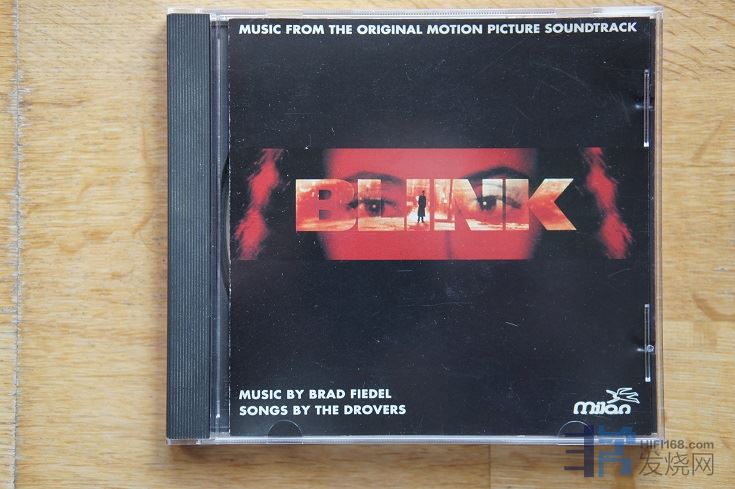 MUSIC FROM THE ORIGINAL MOTION PICTURE SOUNDTRACK
BLINK
MUSIC BY BRAD FIEDEL
SONGS BY THE DROVERS
milan
HIFI168.com
发烧网